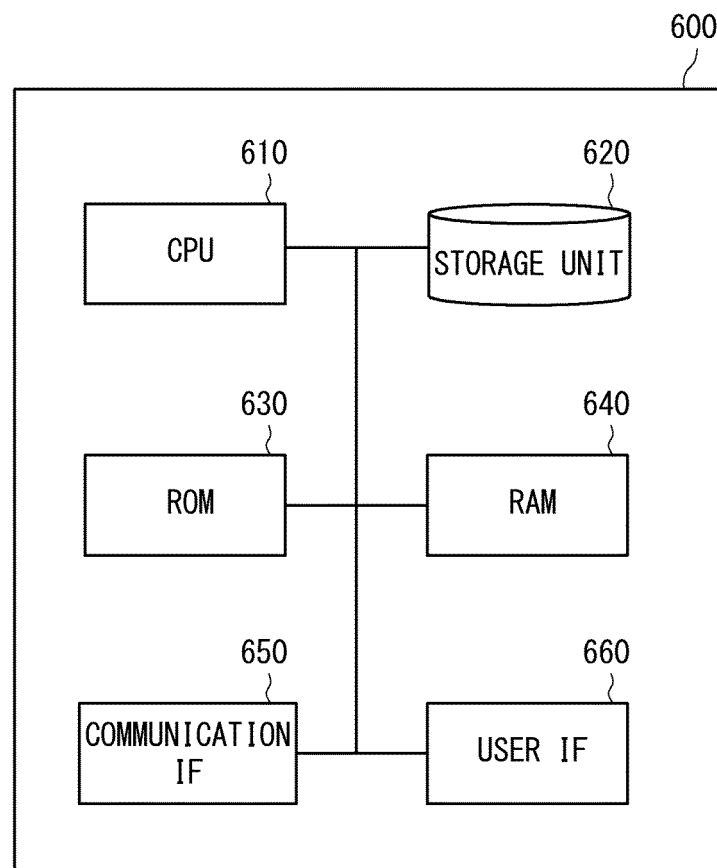 600
610
620
CPU
STORAGE UNIT
630
640
ROM
RAM
650
660
COMMUNICATION
IF
USER IF